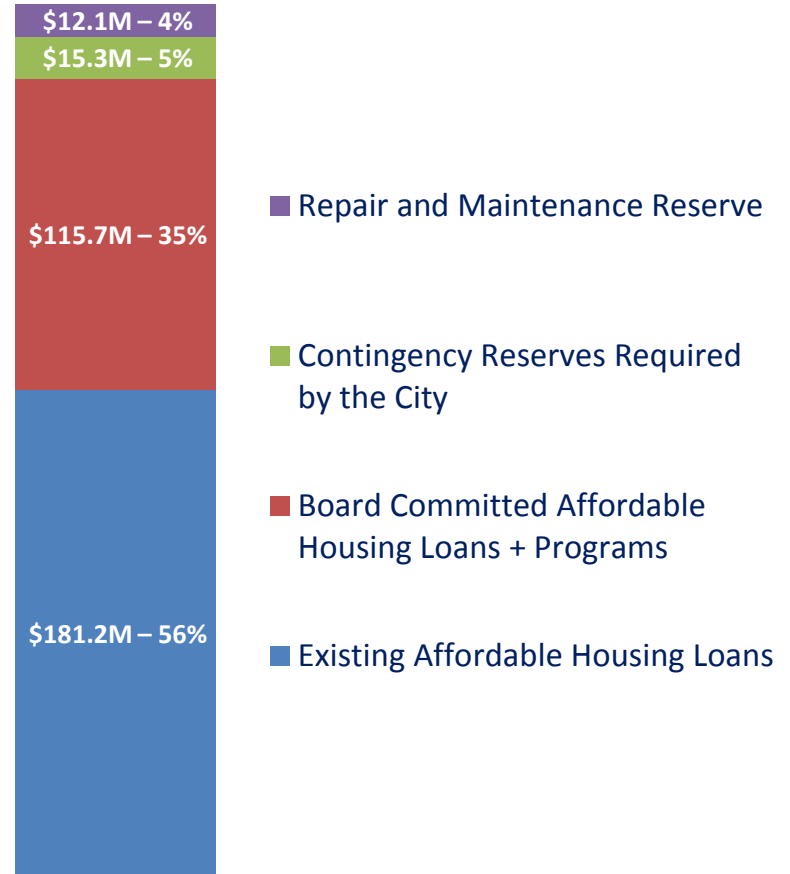 $12.1M – 4%
$15.3M – 5%
$115.7M – 35%
$181.2M – 56%
Repair and Maintenance Reserve
Contingency Reserves Required
by the City
Board Committed Affordable
Housing Loans + Programs
Existing Affordable Housing Loans